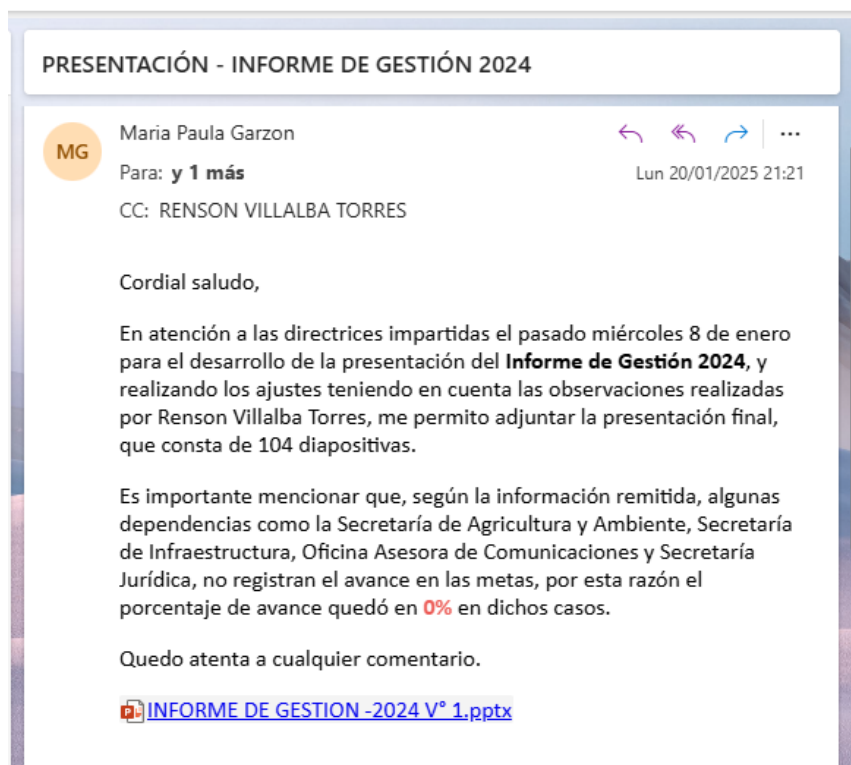 PRESENTACIÓN - INFORME DE GESTIÓN 2024
MG
Maria Paula Garzon
Para: y 1 más
Lun 20/01/2025 21:21
CC: RENSON VILLALBA TORRES
Cordial saludo,
En atención a las directrices impartidas el pasado miércoles 8 de enero
para el desarrollo de la presentación del Informe de Gestión 2024, y
realizando los ajustes teniendo en cuenta las observaciones realizadas
por Renson Villalba Torres, me permito adjuntar la presentación final,
que consta de 104 diapositivas.
Es importante mencionar que, según la información remitida, algunas
dependencias como la Secretaría de Agricultura y Ambiente, Secretaría
de Infraestructura, Oficina Asesora de Comunicaciones y Secretaría
Jurídica, no registran el avance en las metas, por esta razón el
porcentaje de avance quedó en 0% en dichos casos.
Quedo atenta a cualquier comentario.
INFORME DE GESTION -2024 V° 1.pptx